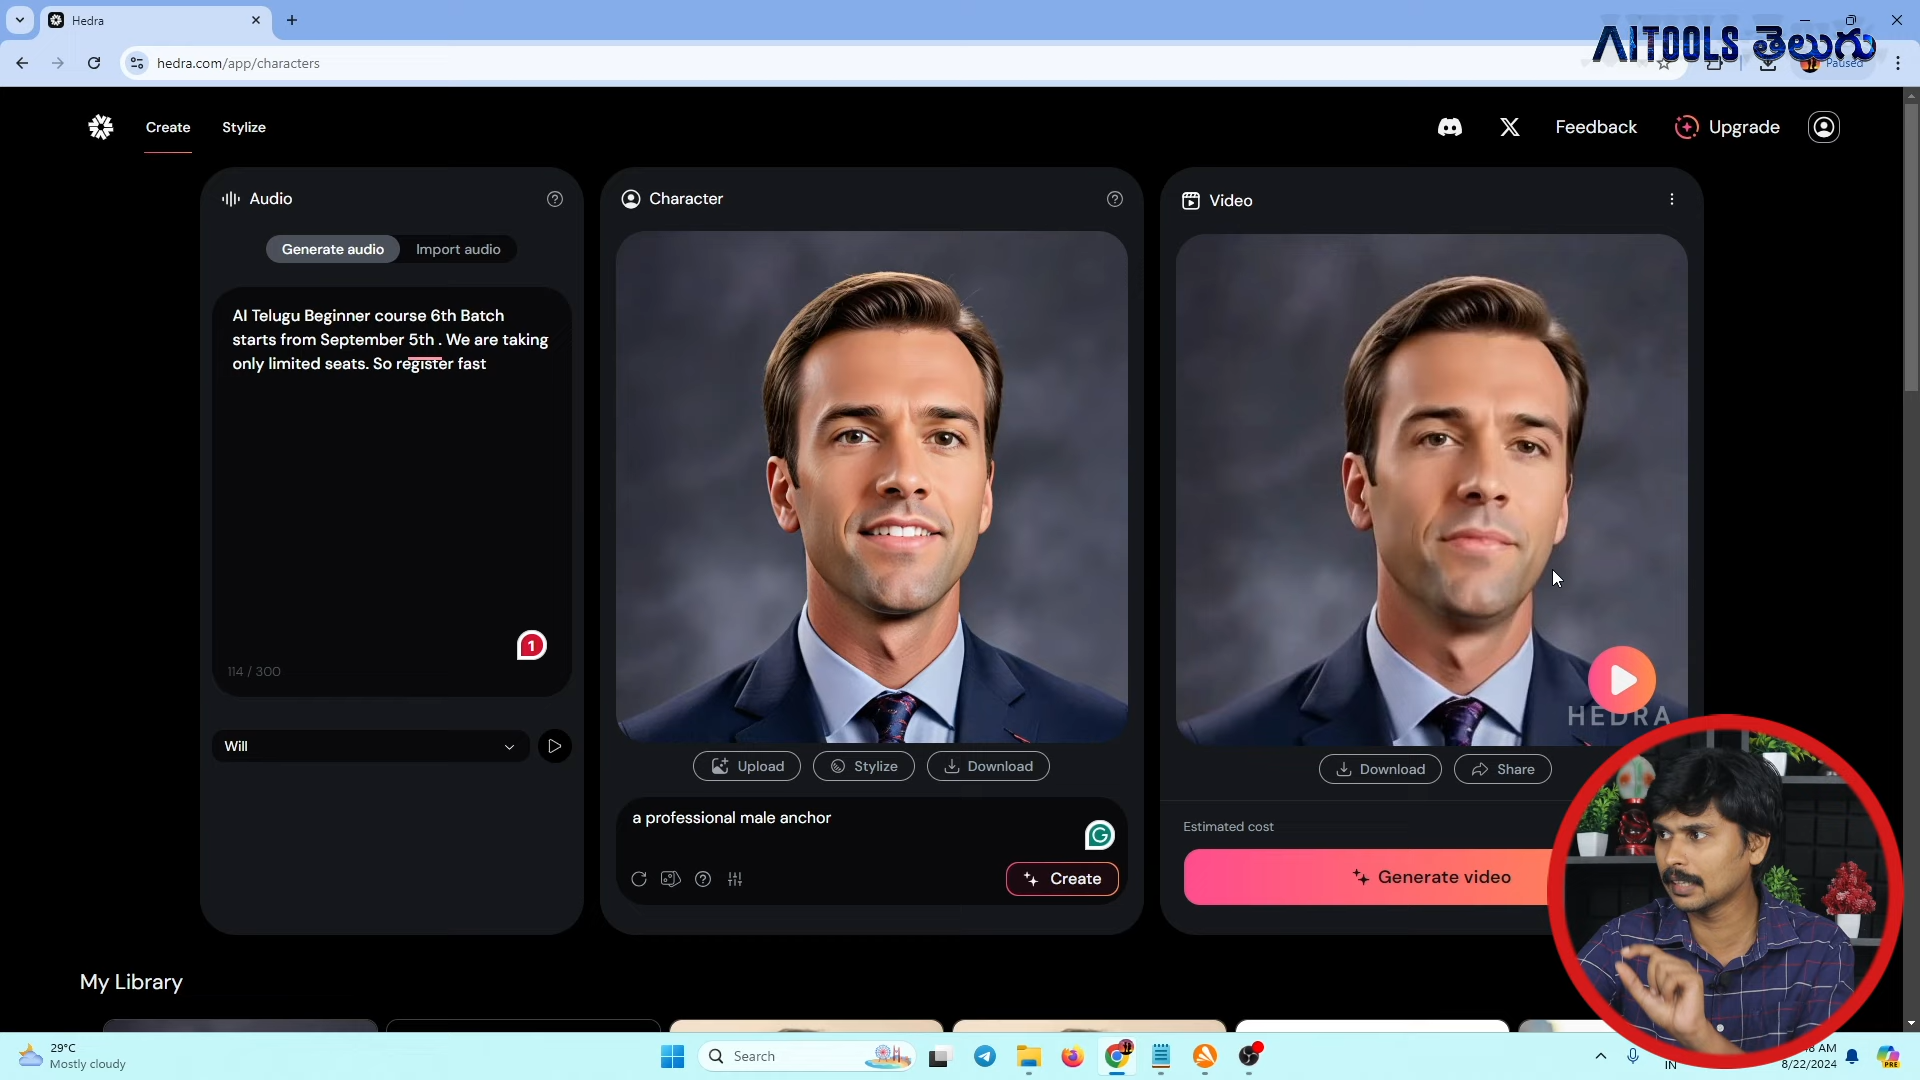 Hedra
AITOOLS తెలుగు
hedra.com/app/characters
Paused
Create
Stylize
Feedback
Upgrade
Audio
Generate audio
Import audio
AI Telugu Beginner course 6th Batch
starts from September 5th . We are taking
only limited seats. So register fast
1
114 / 300
Will
Character
Upload
Stylize
Download
a professional male anchor
Create
Video
HEDRA
Download
Share
Estimated cost
Generate video
My Library
29°C
Mostly cloudy
Search
IN
AM
8/22/2024
PRE